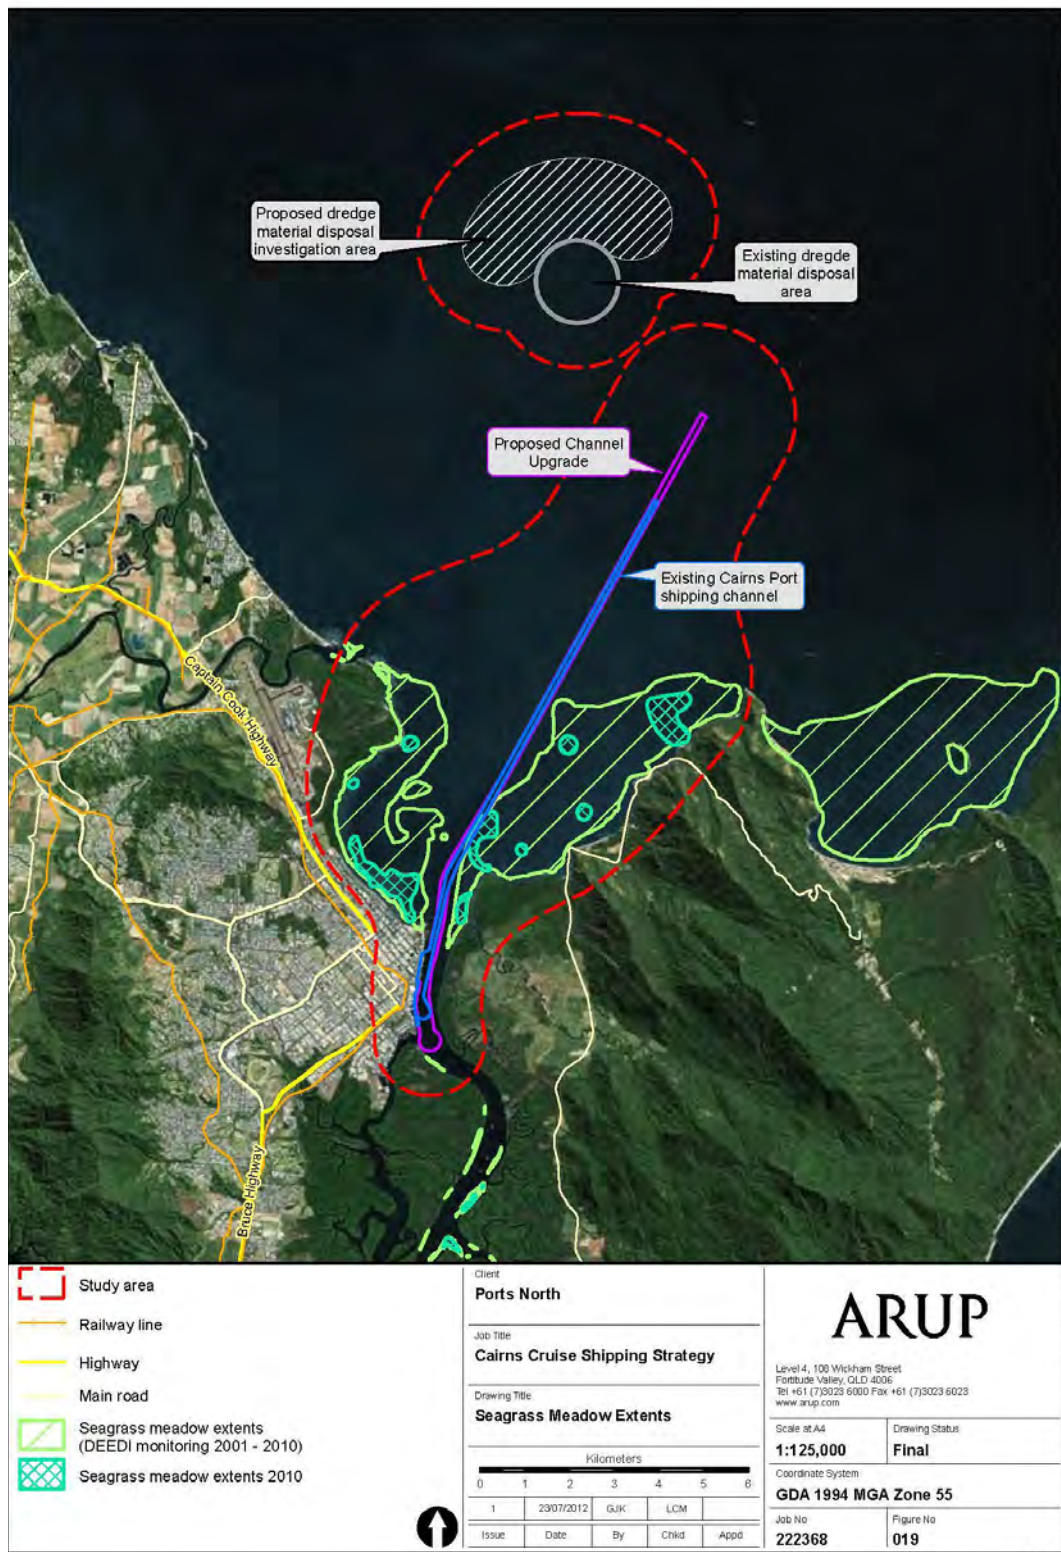 Proposed dredge
material disposal
investigation area
Existing dregde
material disposal
area
Proposed Channel
Upgrade
Existing Cairns Port
shipping channel
Captain Cook Highway
Bruce Highway
Study area
Railway line
Highway
Main road
Seagrass meadow extents
(DEEDI monitoring 2001 - 2010)
Seagrass meadow extents 2010
Client
Ports North
Job Title
Cairns Cruise Shipping Strategy
Drawing Title
Seagrass Meadow Extents
Kilometers
0 1 2 3 4 5 6
1 23/07/2012 GJK LCM
Issue Date By Chkd Appd
ARUP
Level 4, 108 Wickham Street
Fortitude Valley, QLD 4006
Tel +61 (7)3023 6000 Fax +61 (7)3023 6023
www.arup.com
Scale at A4
1:125,000
Drawing Status
Final
Coordinate System
GDA 1994 MGA Zone 55
Job No
222368
Figure No
019